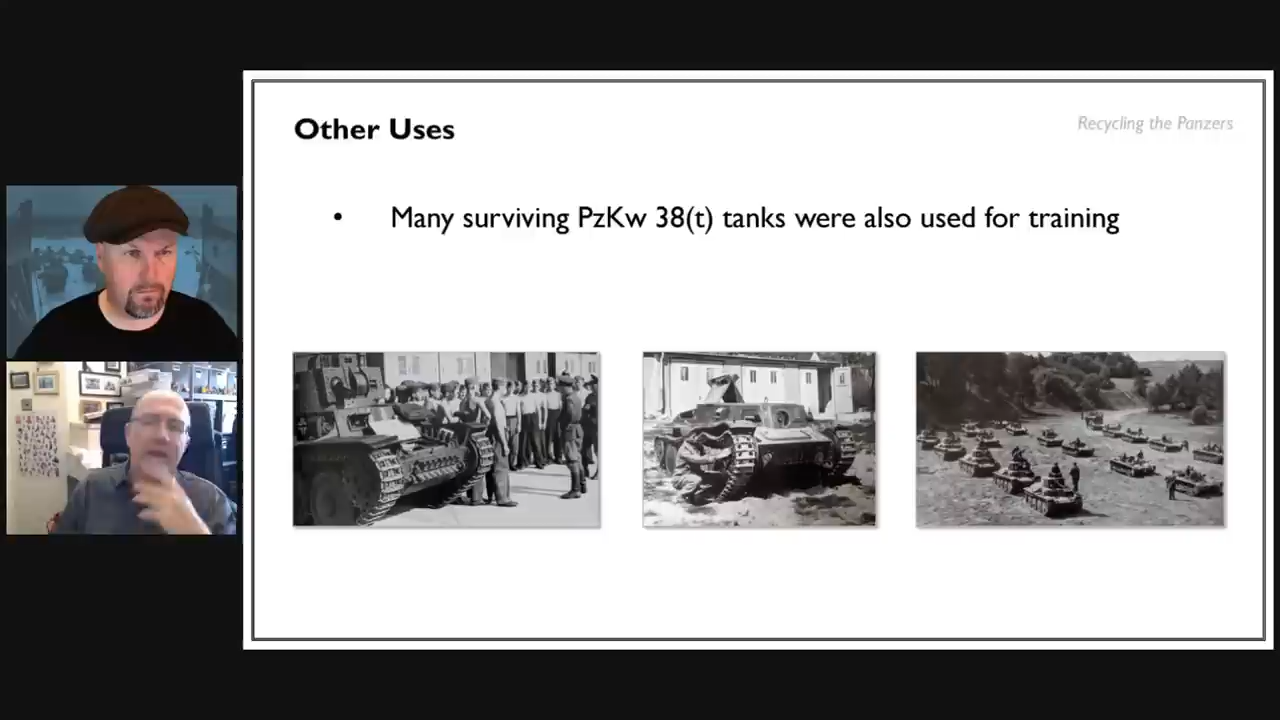 Other Uses
Recycling the Panzers
• Many surviving PzKw 38(t) tanks were also used for training